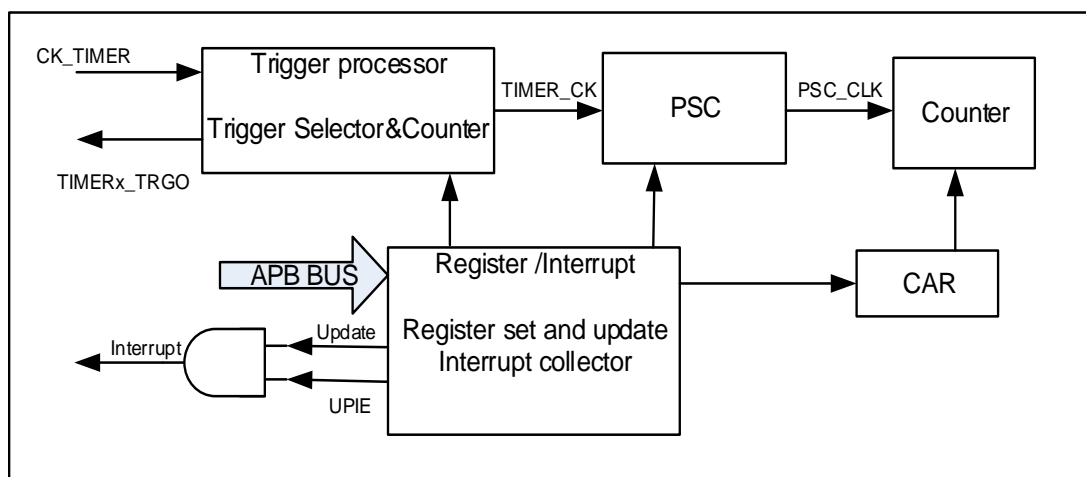 CK_TIMER
Trigger processor
Trigger Selector&Counter
TIMER_CK
PSC
PSC_CLK
Counter
TIMERx_TRGO
APB BUS
Register /Interrupt
Register set and update
Interrupt collector
CAR
Interrupt
Update
UPIE